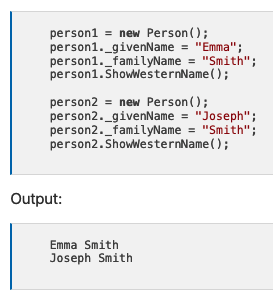 person1 = new Person();
person1._givenName = "Emma";
person1._familyName = "Smith";
person1.ShowWesternName();
person2 = new Person();
person2._givenName = "Joseph";
person2._familyName = "Smith";
person2.ShowWesternName();
Output:
Emma Smith
Joseph Smith